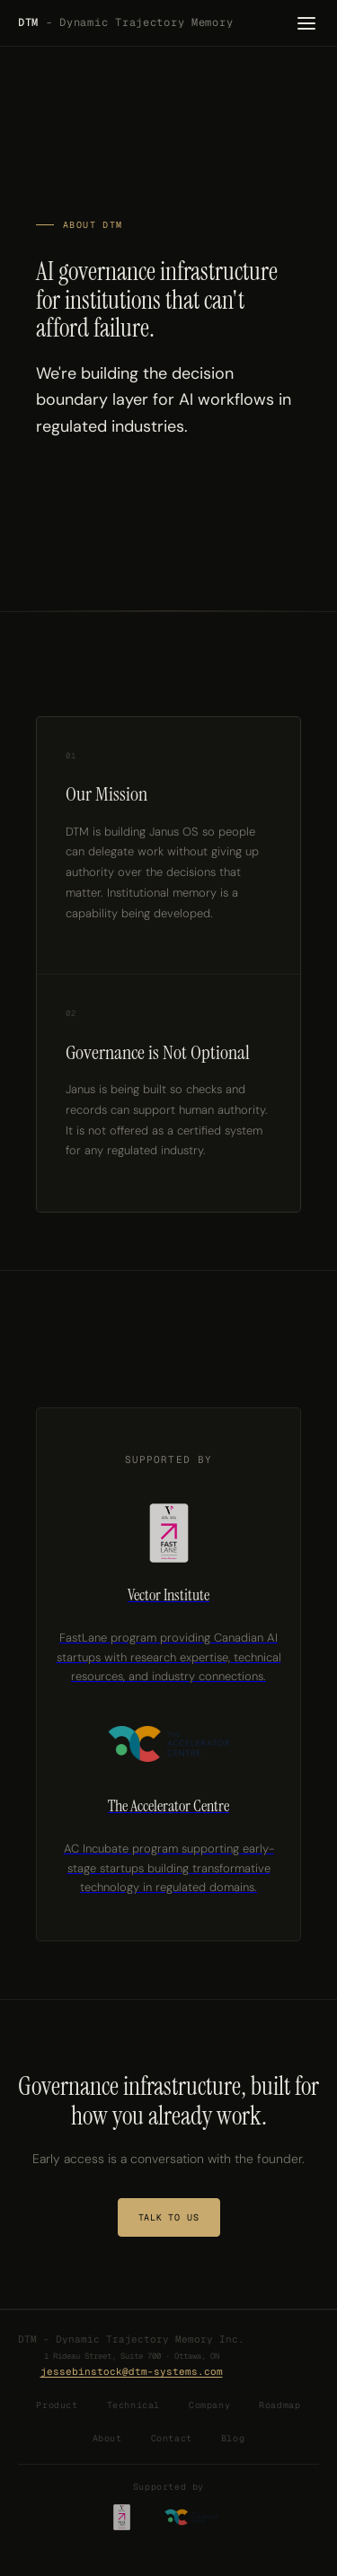 DTM - Dynamic Trajectory Memory
ABOUT DTM
AI governance infrastructure
for institutions that can't
afford failure.
We're building the decision
boundary layer for AI workflows in
regulated industries.
01
Our Mission
DTM is building Janus OS so people
can delegate work without giving up
authority over the decisions that
matter. Institutional memory is a
capability being developed.
02
Governance is Not Optional
Janus is being built so checks and
records can support human authority.
It is not offered as a certified system
for any regulated industry.
SUPPORTED BY
FAST
LANE
Vector Institute
FastLane program providing Canadian AI
startups with research expertise, technical
resources, and industry connections.
THE
ACCELERATOR
CENTRE
The Accelerator Centre
AC Incubate program supporting early-
stage startups building transformative
technology in regulated domains.
Governance infrastructure, built for
how you already work.
Early access is a conversation with the founder.
TALK TO US
DTM - Dynamic Trajectory Memory Inc.
1 Rideau Street, Suite 700 · Ottawa, ON
jessebinstock@dtm-systems.com
Product Technical Company Roadmap
About Contact Blog
Supported by